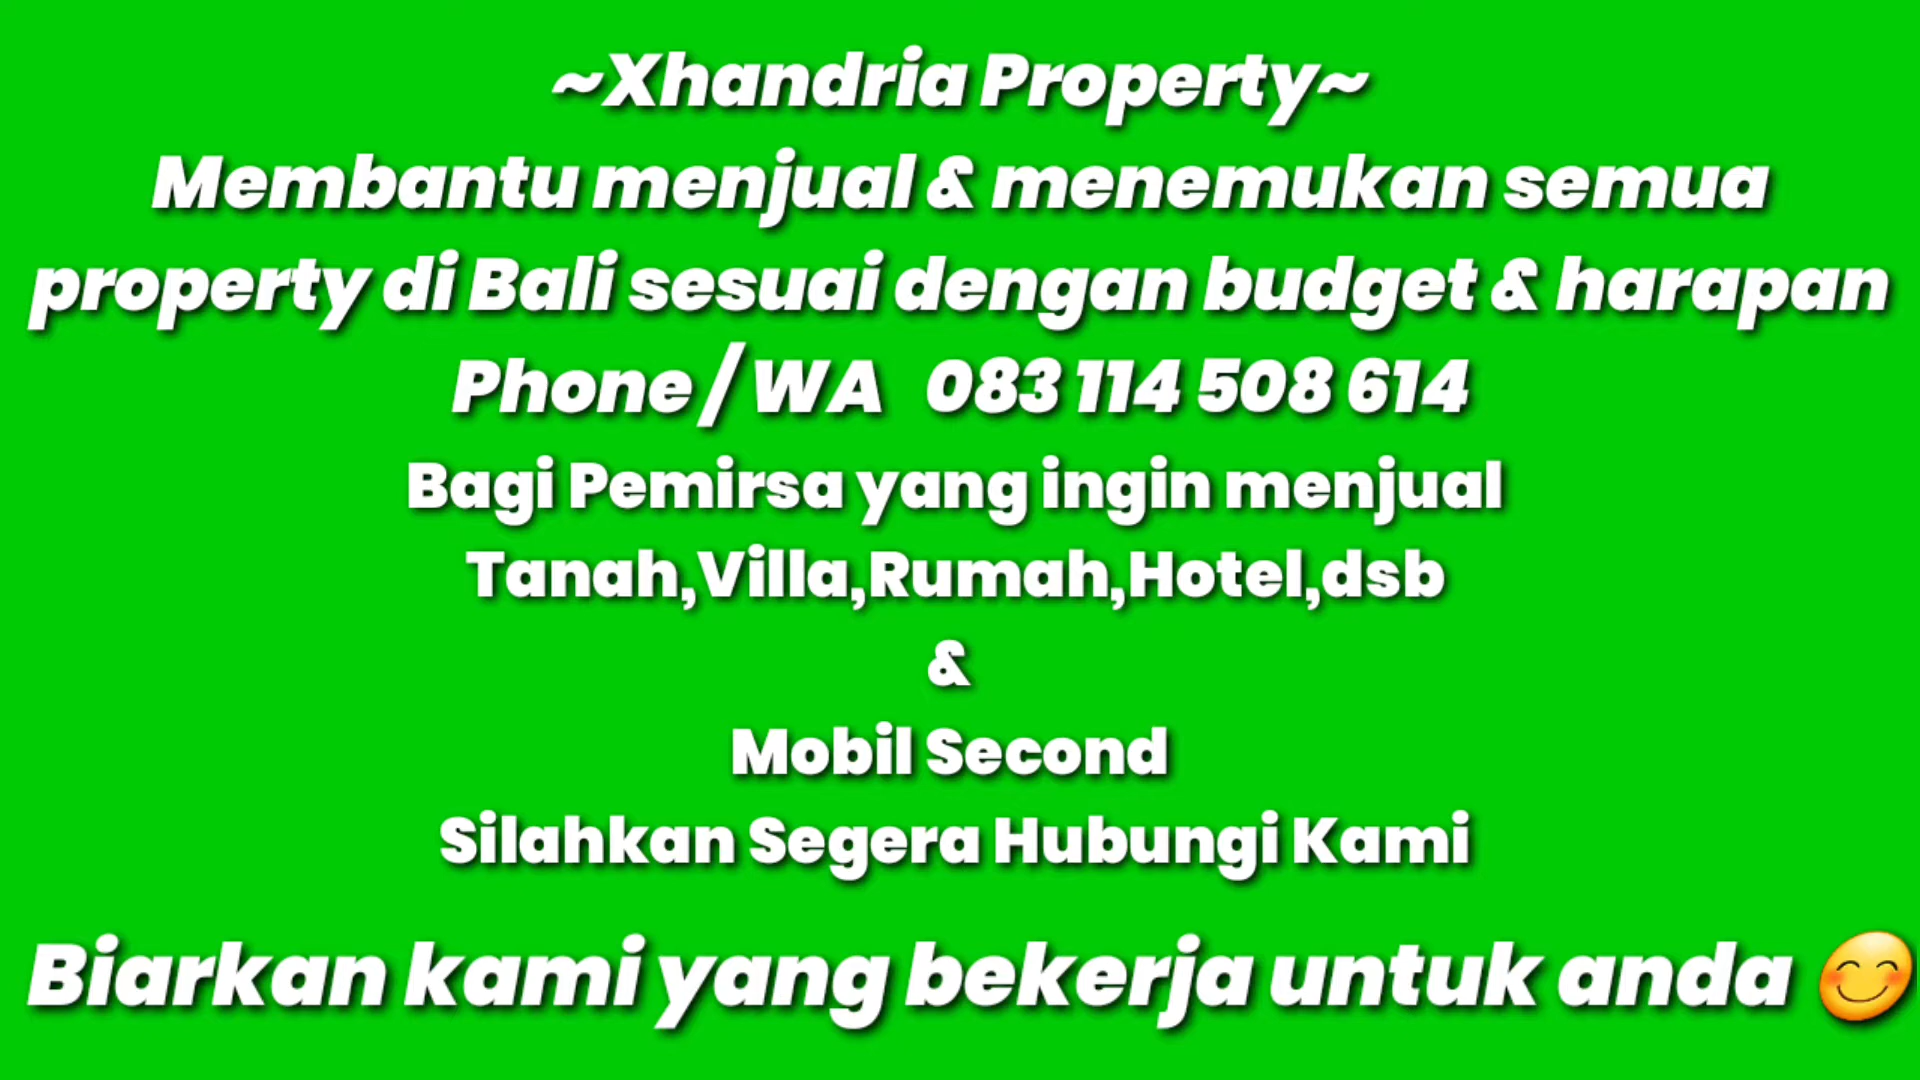 ~Xhandria Property~
Membantu menjual & menemukan semua
property di Bali sesuai dengan budget & harapan
Phone / WA 083 114 508 614
Bagi Pemirsa yang ingin menjual
Tanah,Villa,Rumah,Hotel,dsb
&
Mobil Second
Silahkan Segera Hubungi Kami
Biarkan kami yang bekerja untuk anda 😊